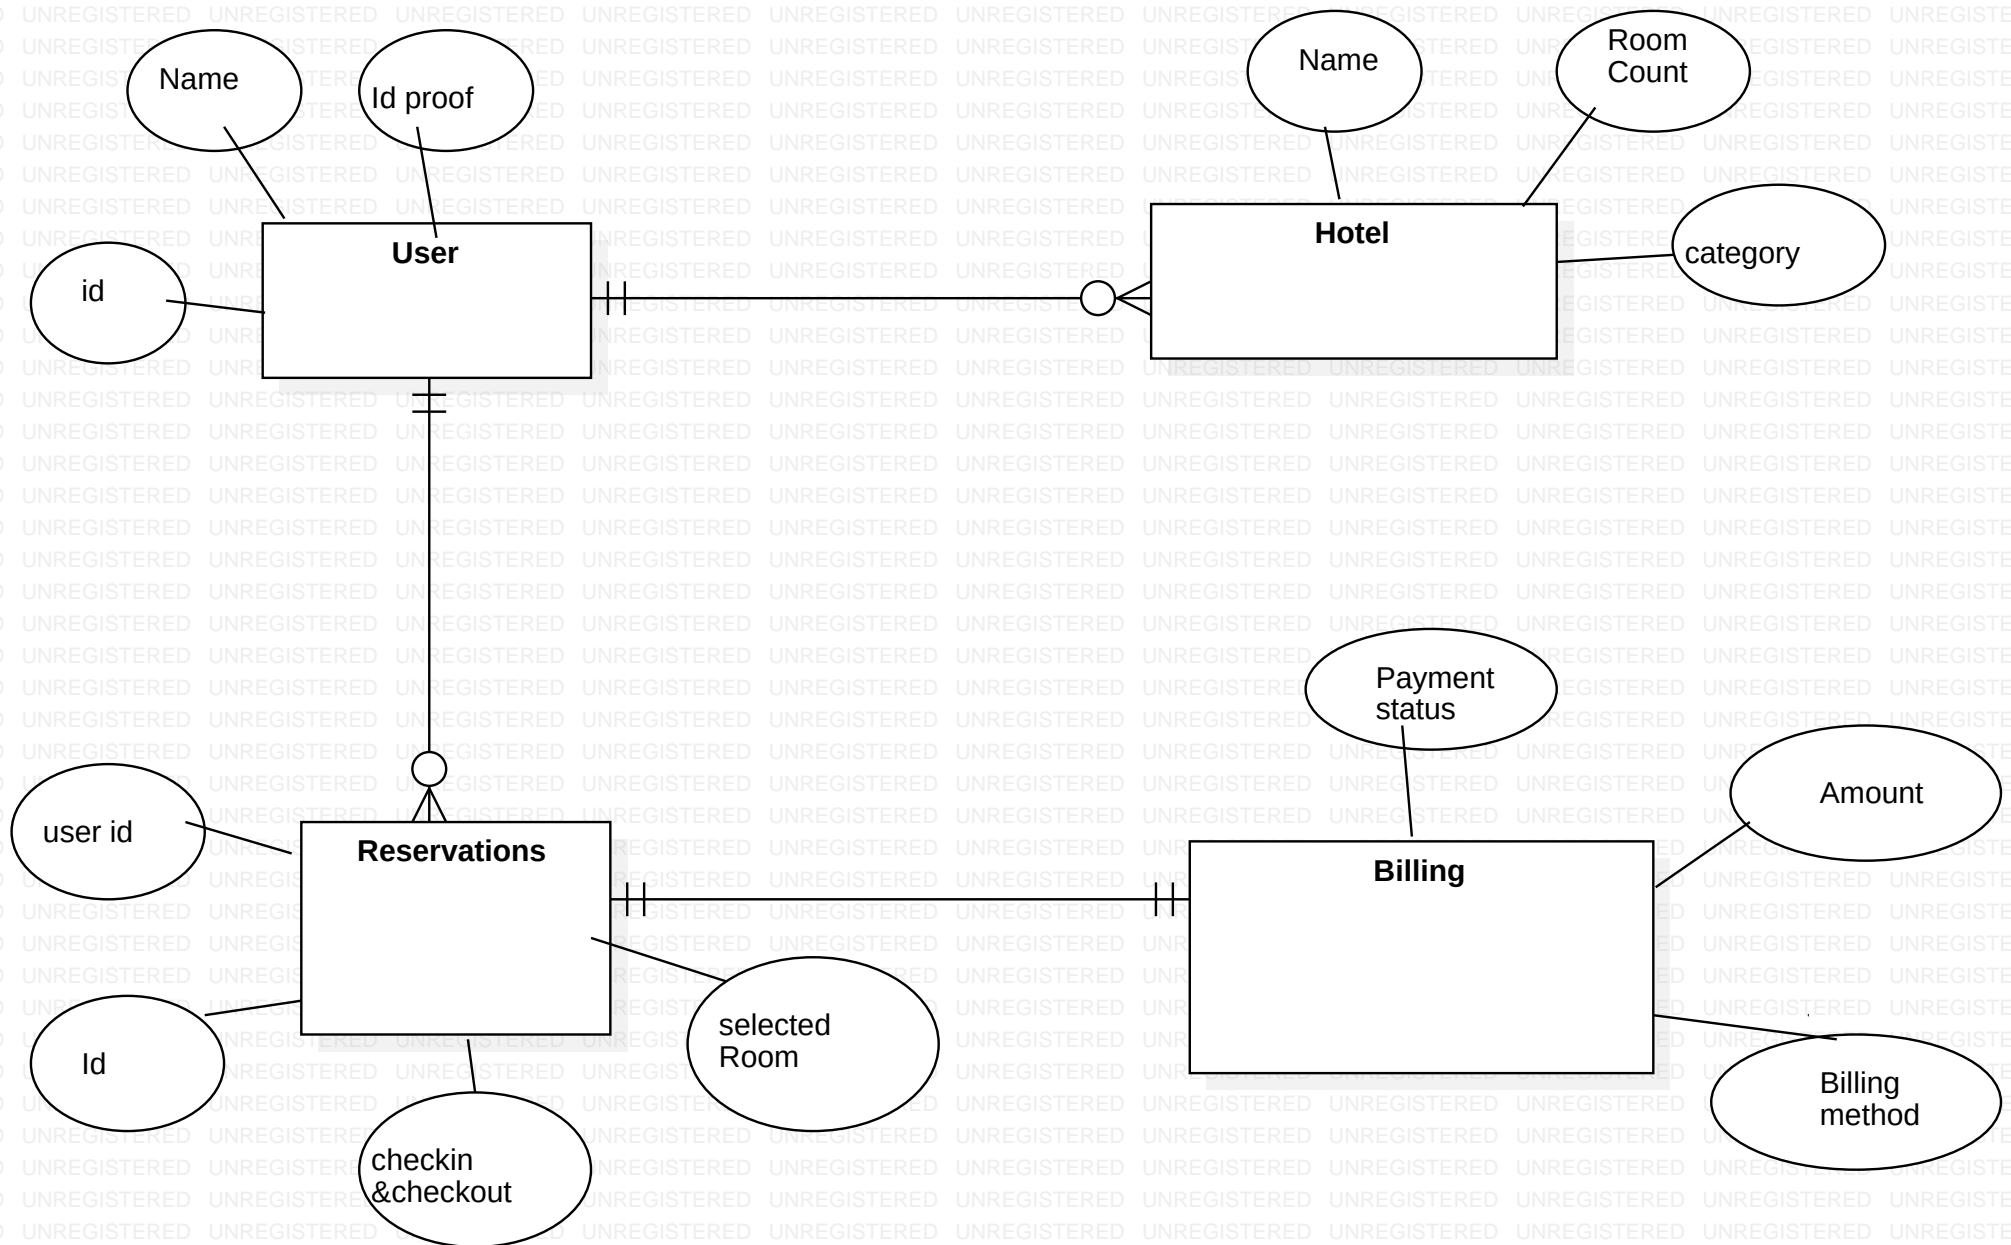 Name
Id proof
Name
Room
Count
User
Hotel
category
id
Payment
status
Amount
user id
Reservations
Billing
selected
Room
Id
Billing
method
checkin
&checkout
UNREGISTERED